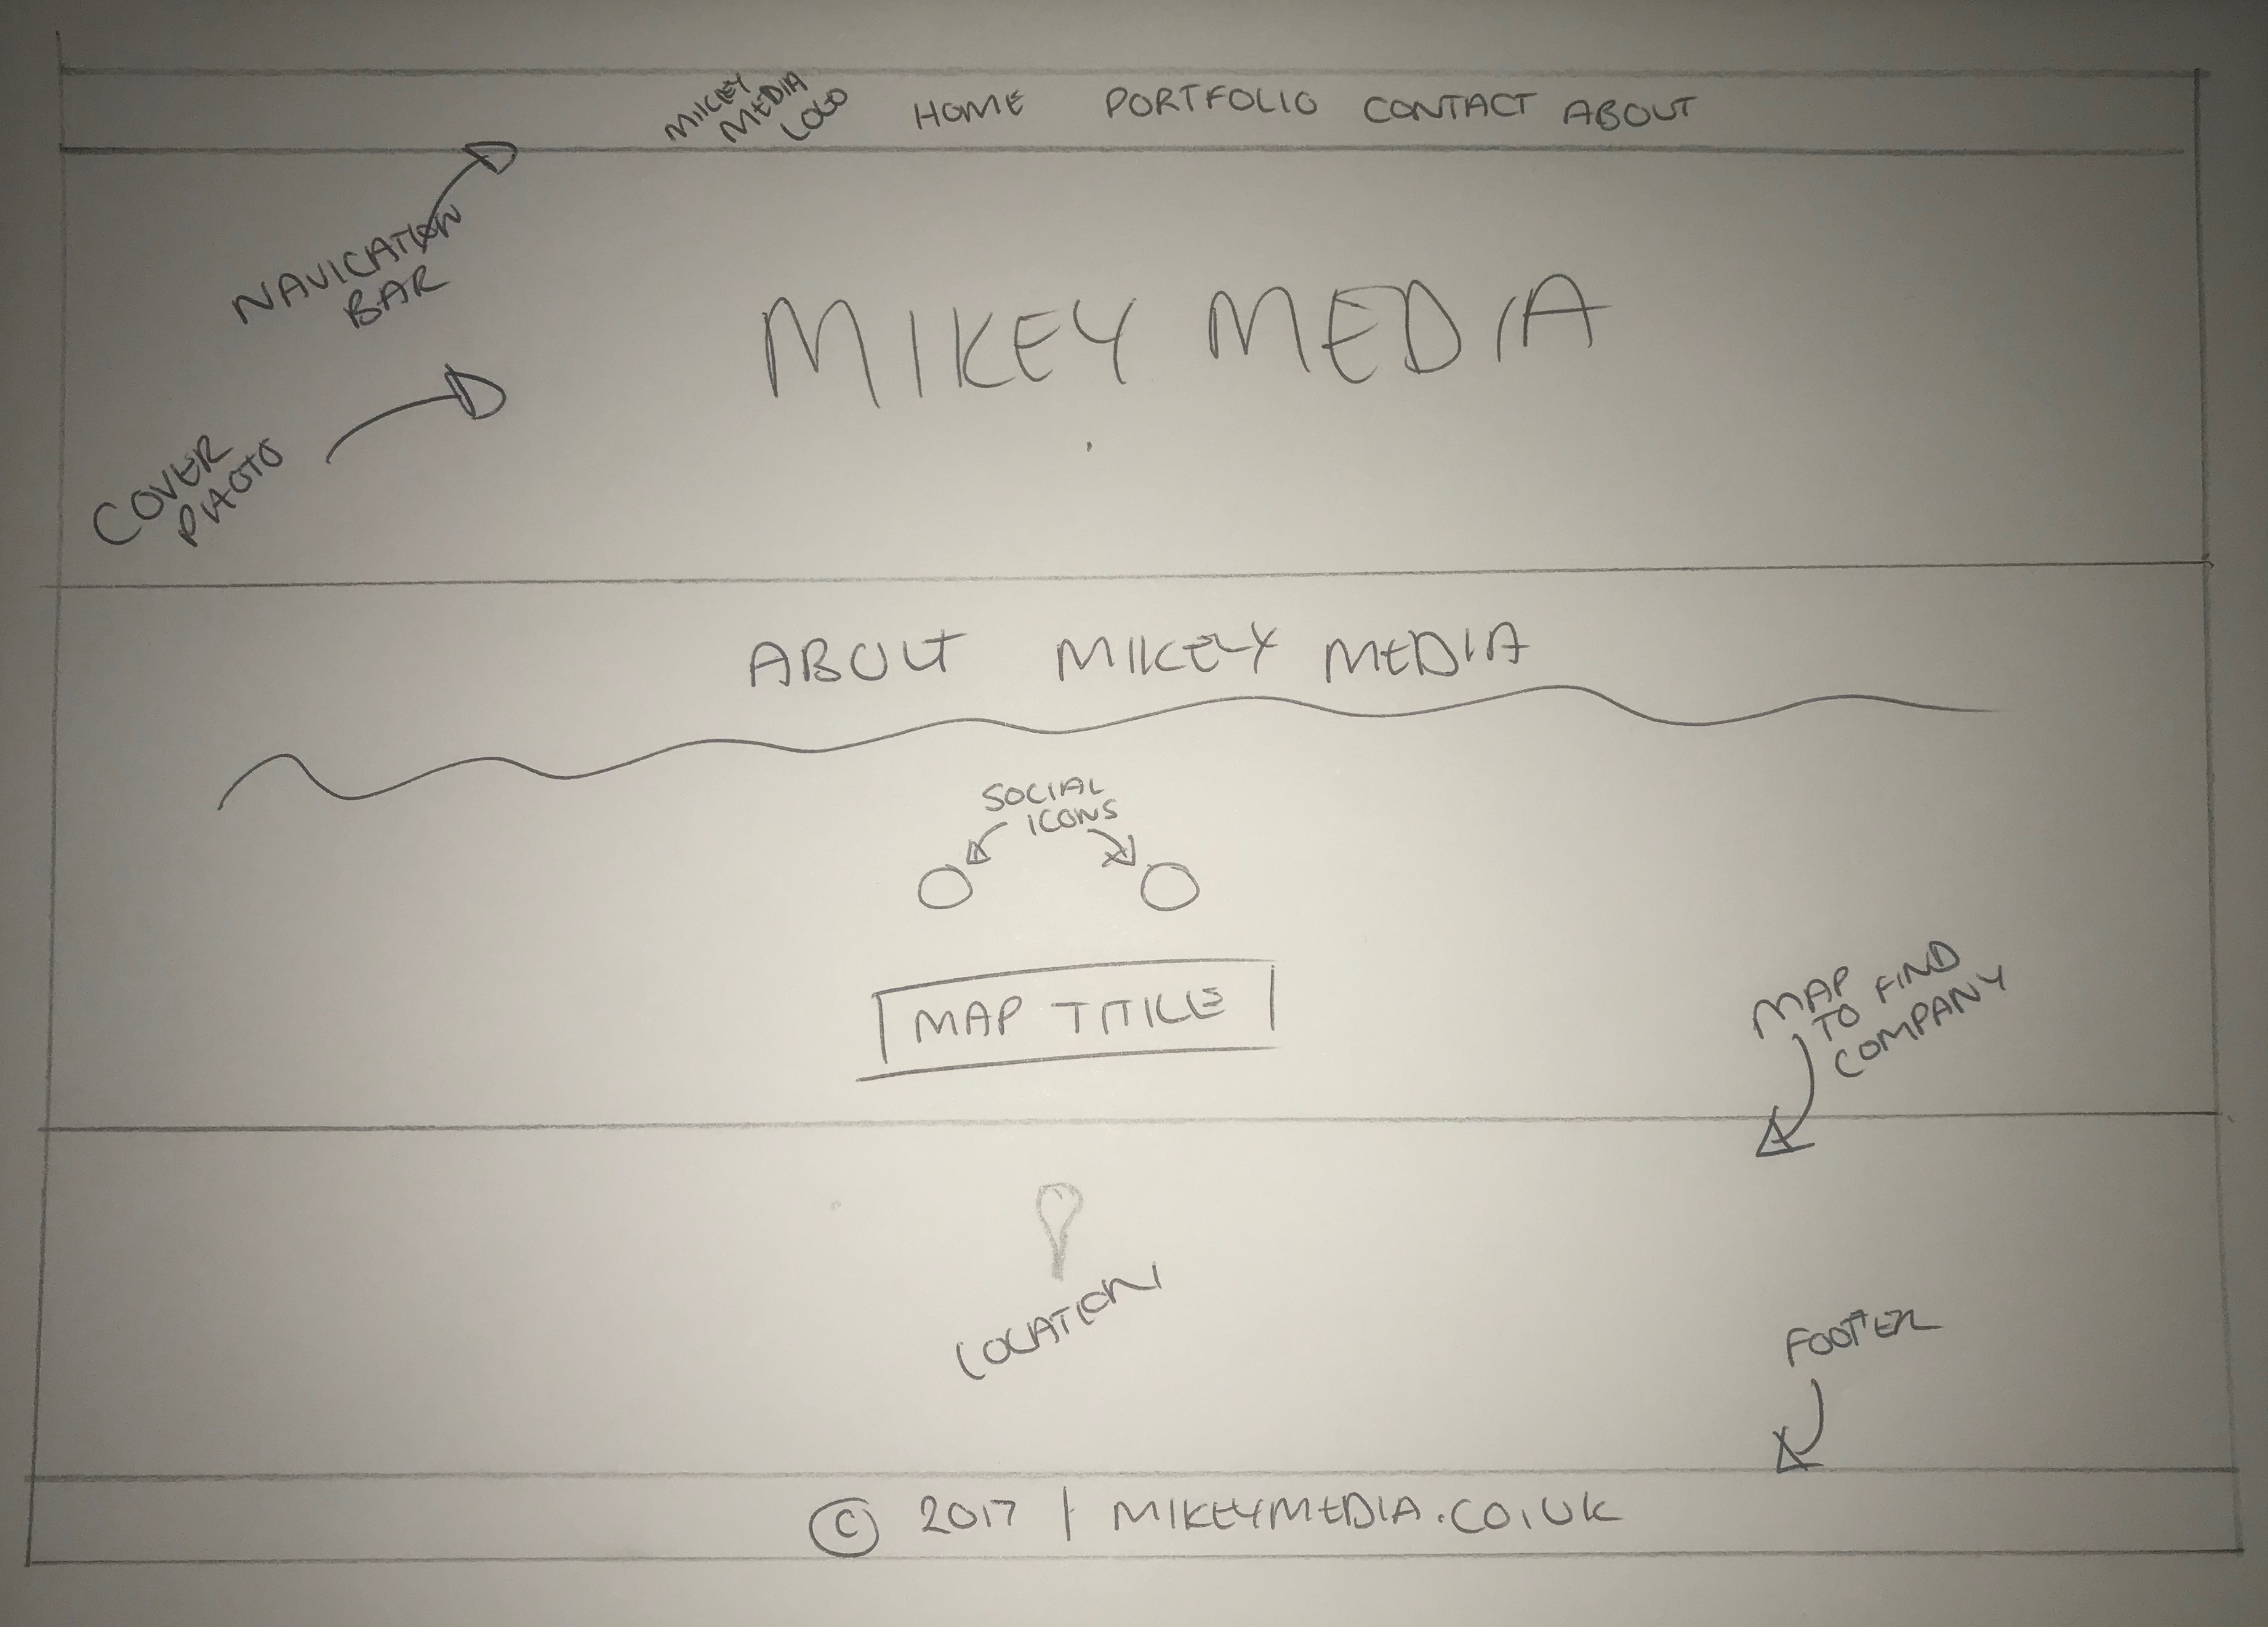 MIKEY
MEDIA
LOGO
HOME PORTFOLIO CONTACT ABOUT
NAVIGATION
BAR
MIKEY MEDIA
COVER
PHOTO
ABOUT MIKEY MEDIA
SOCIAL
ICONS
MAP TITLE
MAP
TO FIND
COMPANY
LOCATION
FOOTER
© 2017 | MIKEYMEDIA.CO.UK